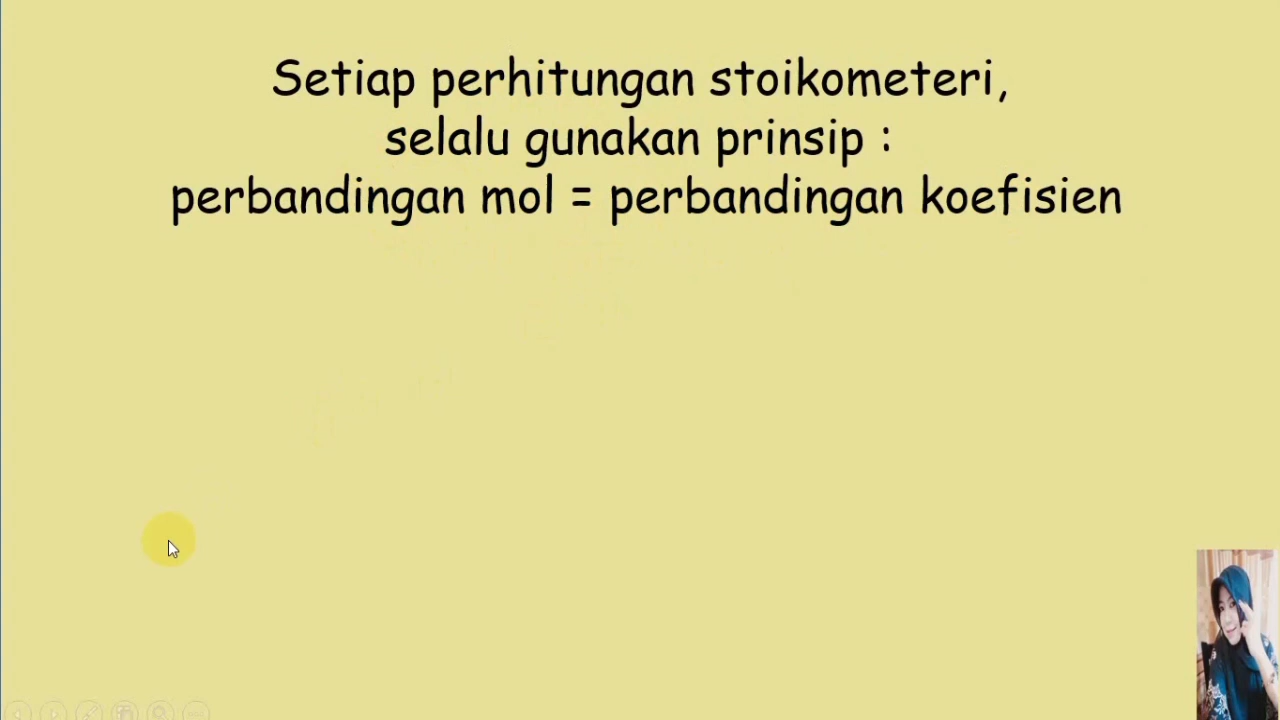 Setiap perhitungan stoikometeri,
selalu gunakan prinsip :
perbandingan mol = perbandingan koefisien